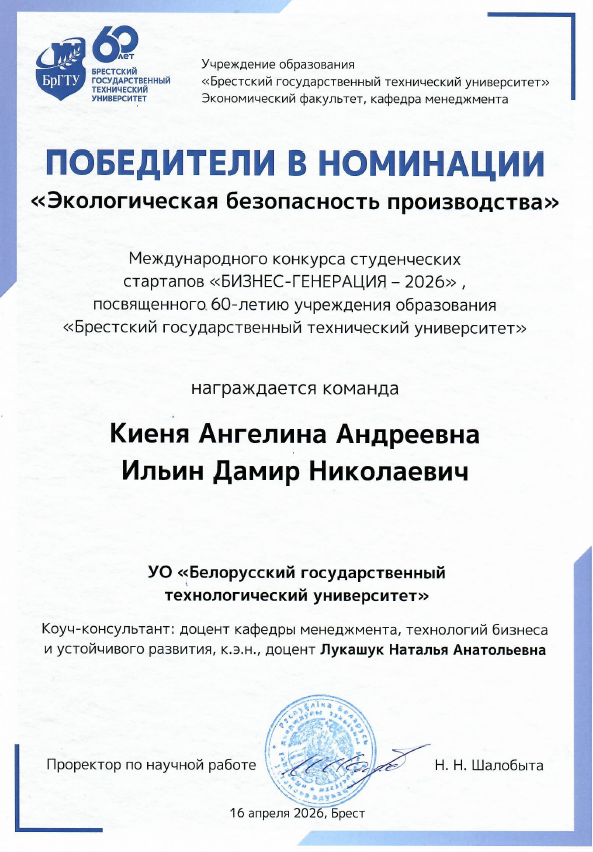 БрГТУ
60 лет
БРЕСТСКИЙ
ГОСУДАРСТВЕННЫЙ
ТЕХНИЧЕСКИЙ
УНИВЕРСИТЕТ
Учреждение образования
«Брестский государственный технический университет»
Экономический факультет, кафедра менеджмента
ПОБЕДИТЕЛИ В НОМИНАЦИИ
«Экологическая безопасность производства»
Международного конкурса студенческих
стартапов «БИЗНЕС-ГЕНЕРАЦИЯ – 2026» ,
посвященного 60-летию учреждения образования
«Брестский государственный технический университет»
награждается команда
Киеня Ангелина Андреевна
Ильин Дамир Николаевич
УО «Белорусский государственный
технологический университет»
Коуч-консультант: доцент кафедры менеджмента, технологий бизнеса
и устойчивого развития, к.э.н., доцент Лукашук Наталья Анатольевна
Рэспубліка Беларусь
Проректор по научной работе
Н. Н. Шалобыта
16 апреля 2026, Брест